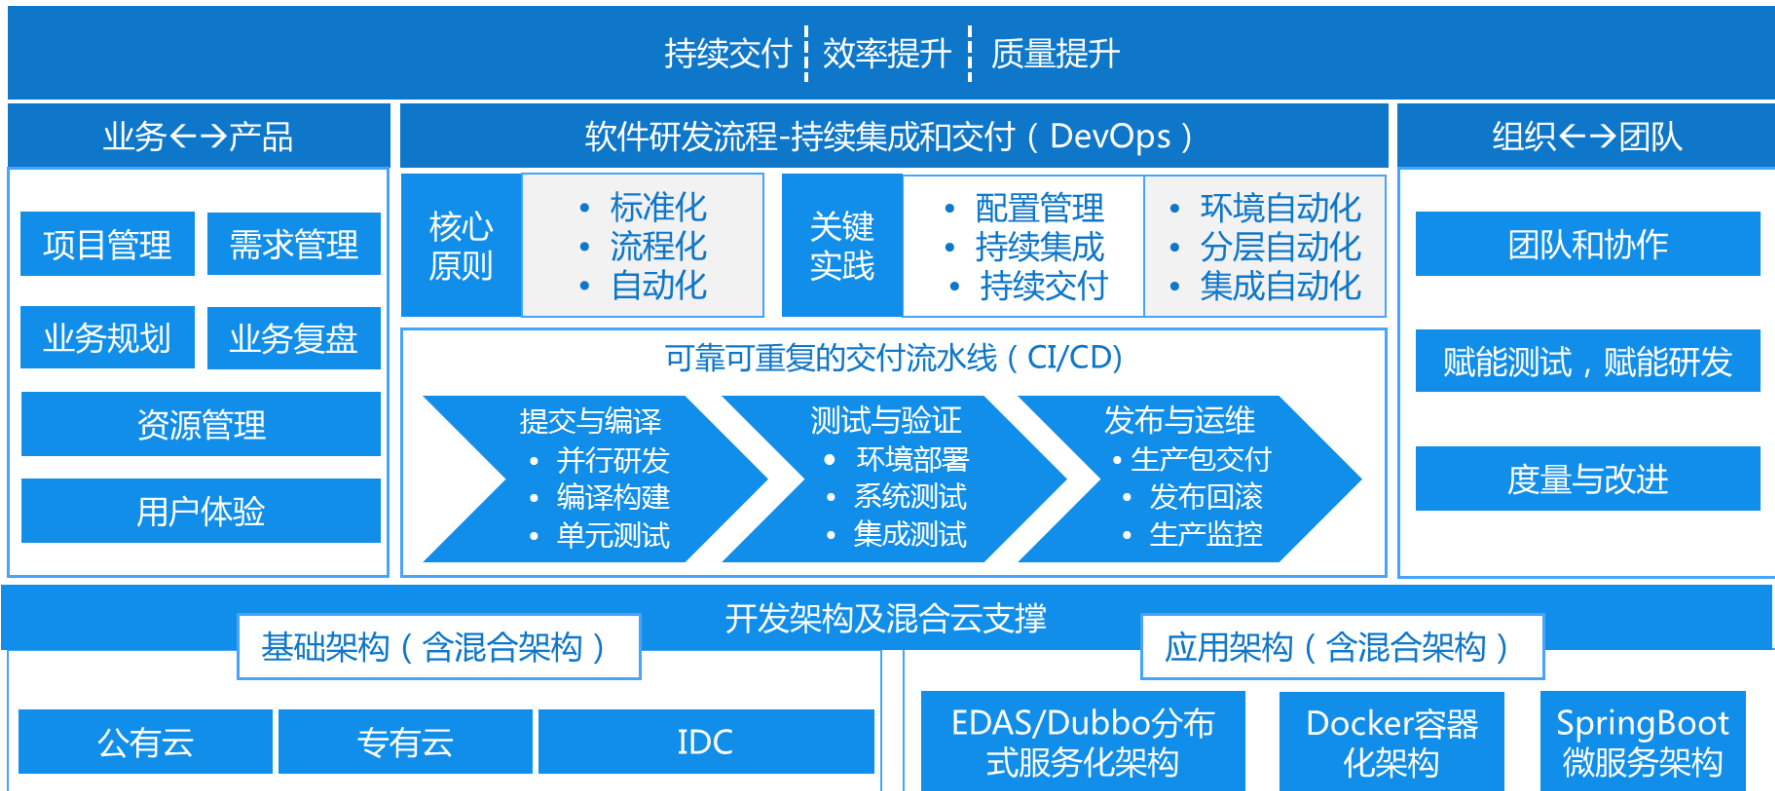 持续交付 效率提升 质量提升
业务←→产品
项目管理 需求管理
业务规划 业务复盘
资源管理
用户体验
软件研发流程-持续集成和交付（DevOps）
核心
原则
• 标准化
• 流程化
• 自动化
关键
实践
• 配置管理
• 持续集成
• 持续交付
• 环境自动化
• 分层自动化
• 集成自动化
可靠可重复的交付流水线（CI/CD)
提交与编译
• 并行研发
• 编译构建
• 单元测试
测试与验证
• 环境部署
• 系统测试
• 集成测试
发布与运维
• 生产包交付
• 发布回滚
• 生产监控
组织←→团队
团队和协作
赋能测试，赋能研发
度量与改进
开发架构及混合云支撑
基础架构（含混合架构）
公有云 专有云 IDC
应用架构（含混合架构）
EDAS/Dubbo分布
式服务化架构
Docker容器
化架构
SpringBoot
微服务架构